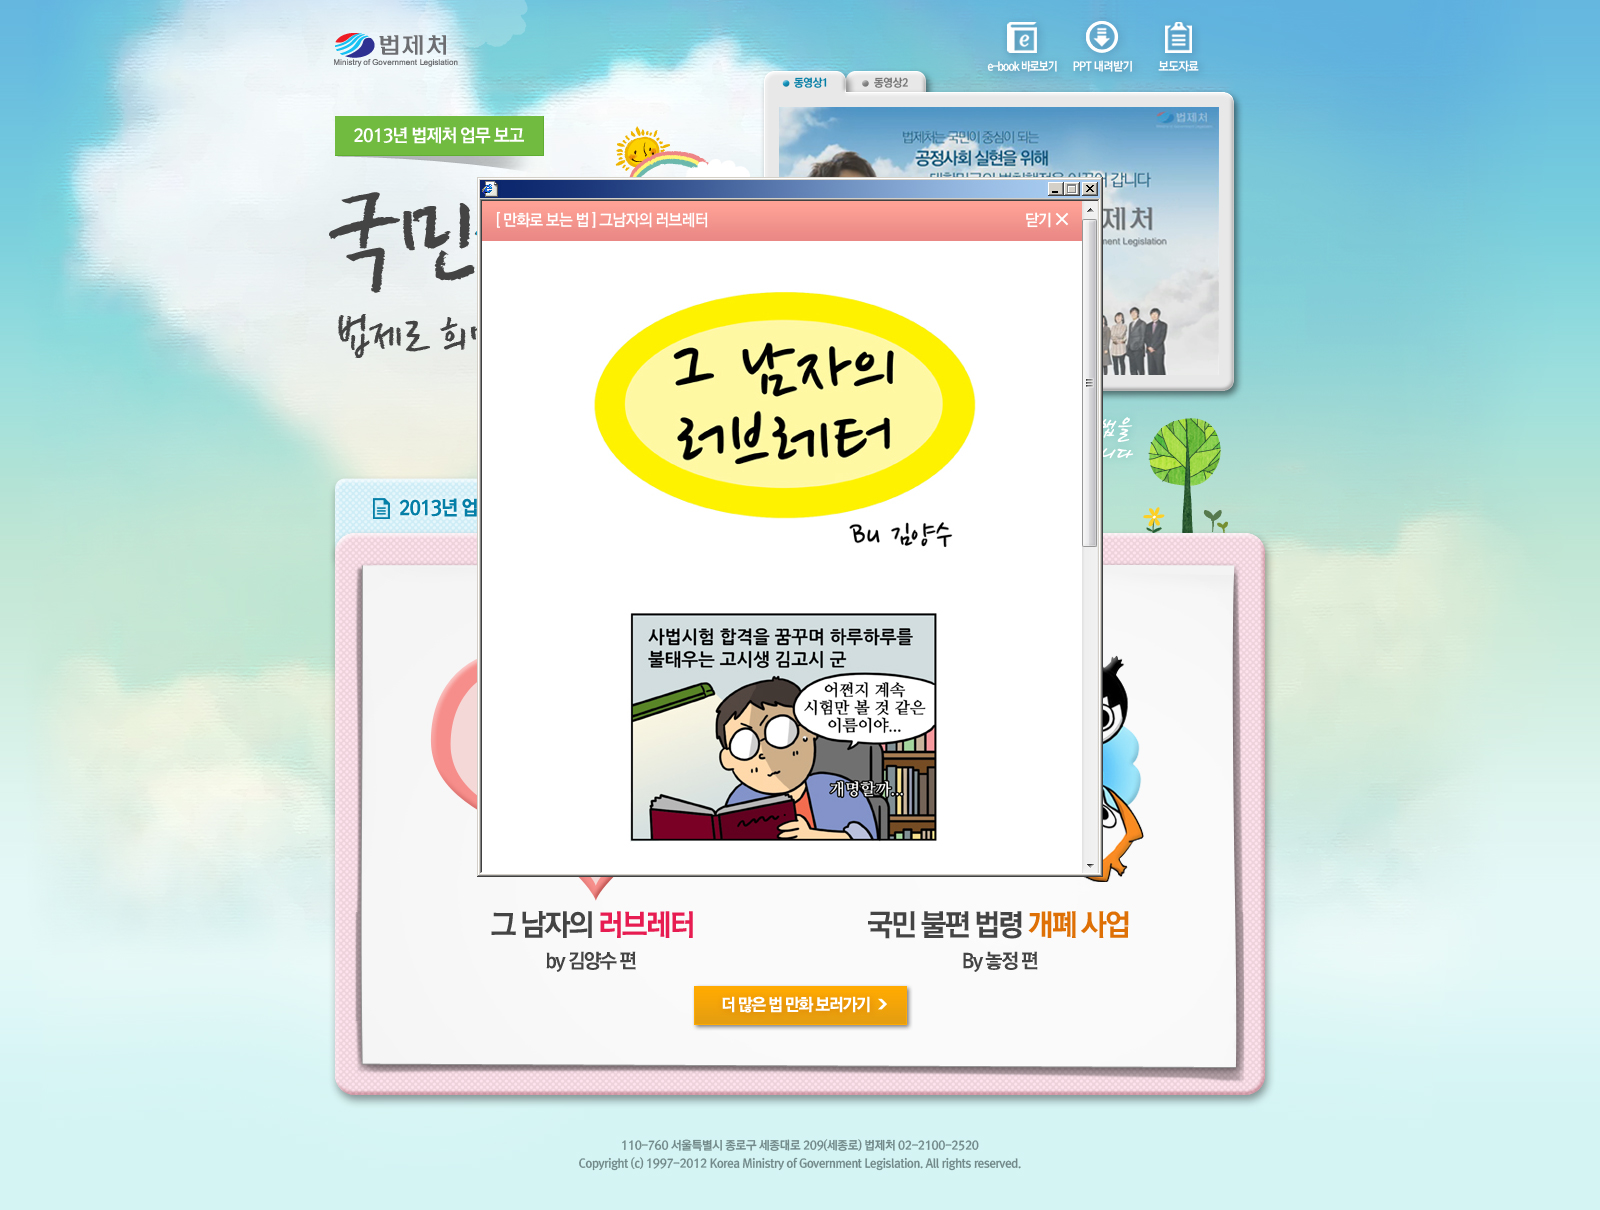 법제처
Ministry of Government Legislation
e-book 바로보기
PPT 내려받기
보도자료
동영상1
동영상2
2013년 법제처 업무 보고
법제처
법제처는 국민이 중심이 되는
공정사회 실현을 위해
갑니다
국민
법제로
[ 만화로 보는 법 ] 그남자의 러브레터
닫기
제처
ment Legislation
그 남자의
러브레터
Bu 김양수
니다
2013년 업
사법시험 합격을 꿈꾸며 하루하루를
불태우는 고시생 김고시 군
어쩐지 계속
시험만 볼 것 같은
이름이야...
개명할까...
그 남자의 러브레터
by 김양수 편
국민 불편 법령 개폐 사업
By 놓정 편
더 많은 법 만화 보러가기
110-760 서울특별시 종로구 세종대로 209(세종로) 법제처 02-2100-2520
Copyright (c) 1997-2012 Korea Ministry of Government Legislation. All rights reserved.